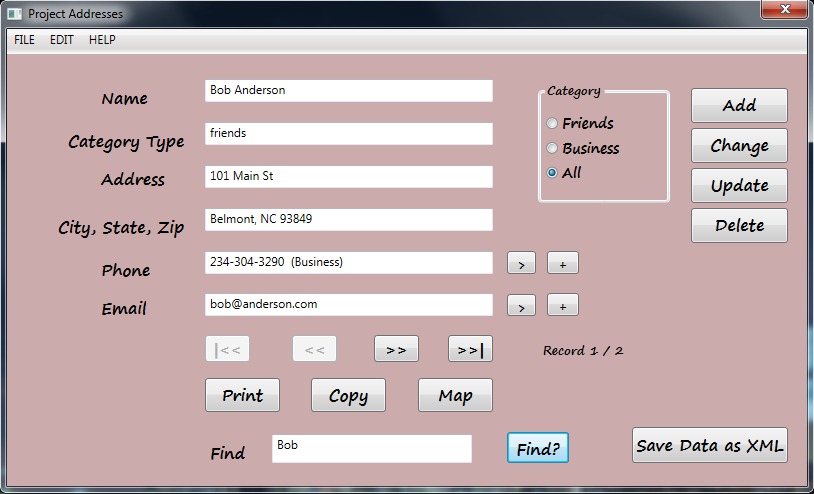 Project Addresses
FILE EDIT HELP
Name Bob Anderson
Category Type friends
Address 101 Main St
City, State, Zip Belmont, NC 93849
Phone 234-304-3290 (Business) > +
Email bob@anderson.com > +
|<< << >> >>| Record 1 / 2
Print Copy Map
Find Bob Find?
Category
Friends
Business
All
Add
Change
Update
Delete
Save Data as XML